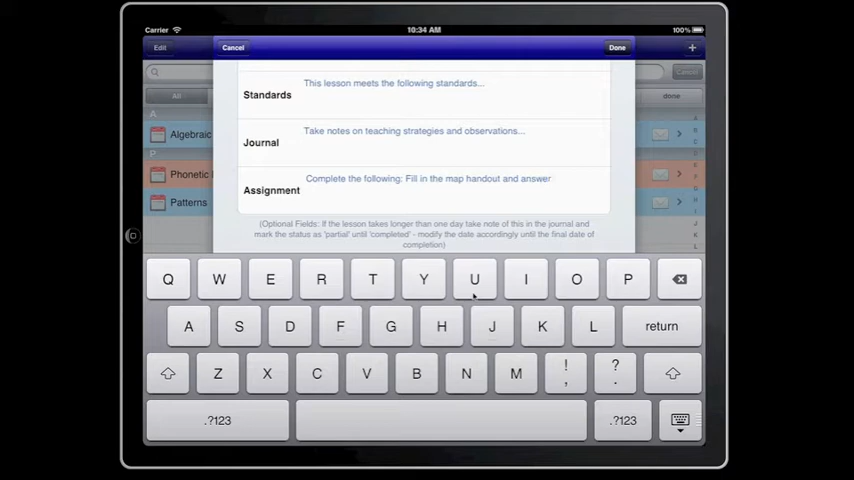 Carrier 10:34 AM 100%
Edit Cancel Done +
Cancel
All done
This lesson meets the following standards...
Standards
A
Algebraic
Take notes on teaching strategies and observations...
Journal
P
Phonetic
Complete the following: Fill in the map handout and answer
Assignment
Patterns
(Optional Fields: If the lesson takes longer than one day take note of this in the journal and
mark the status as 'partial' until 'completed' - modify the date accordingly until the final date of
completion)
A
B
C
D
E
I
J
K
L
Q W E R T Y U I O P
A S D F G H J K L return
Z X C V B N M ! , ? .
.?123 .?123